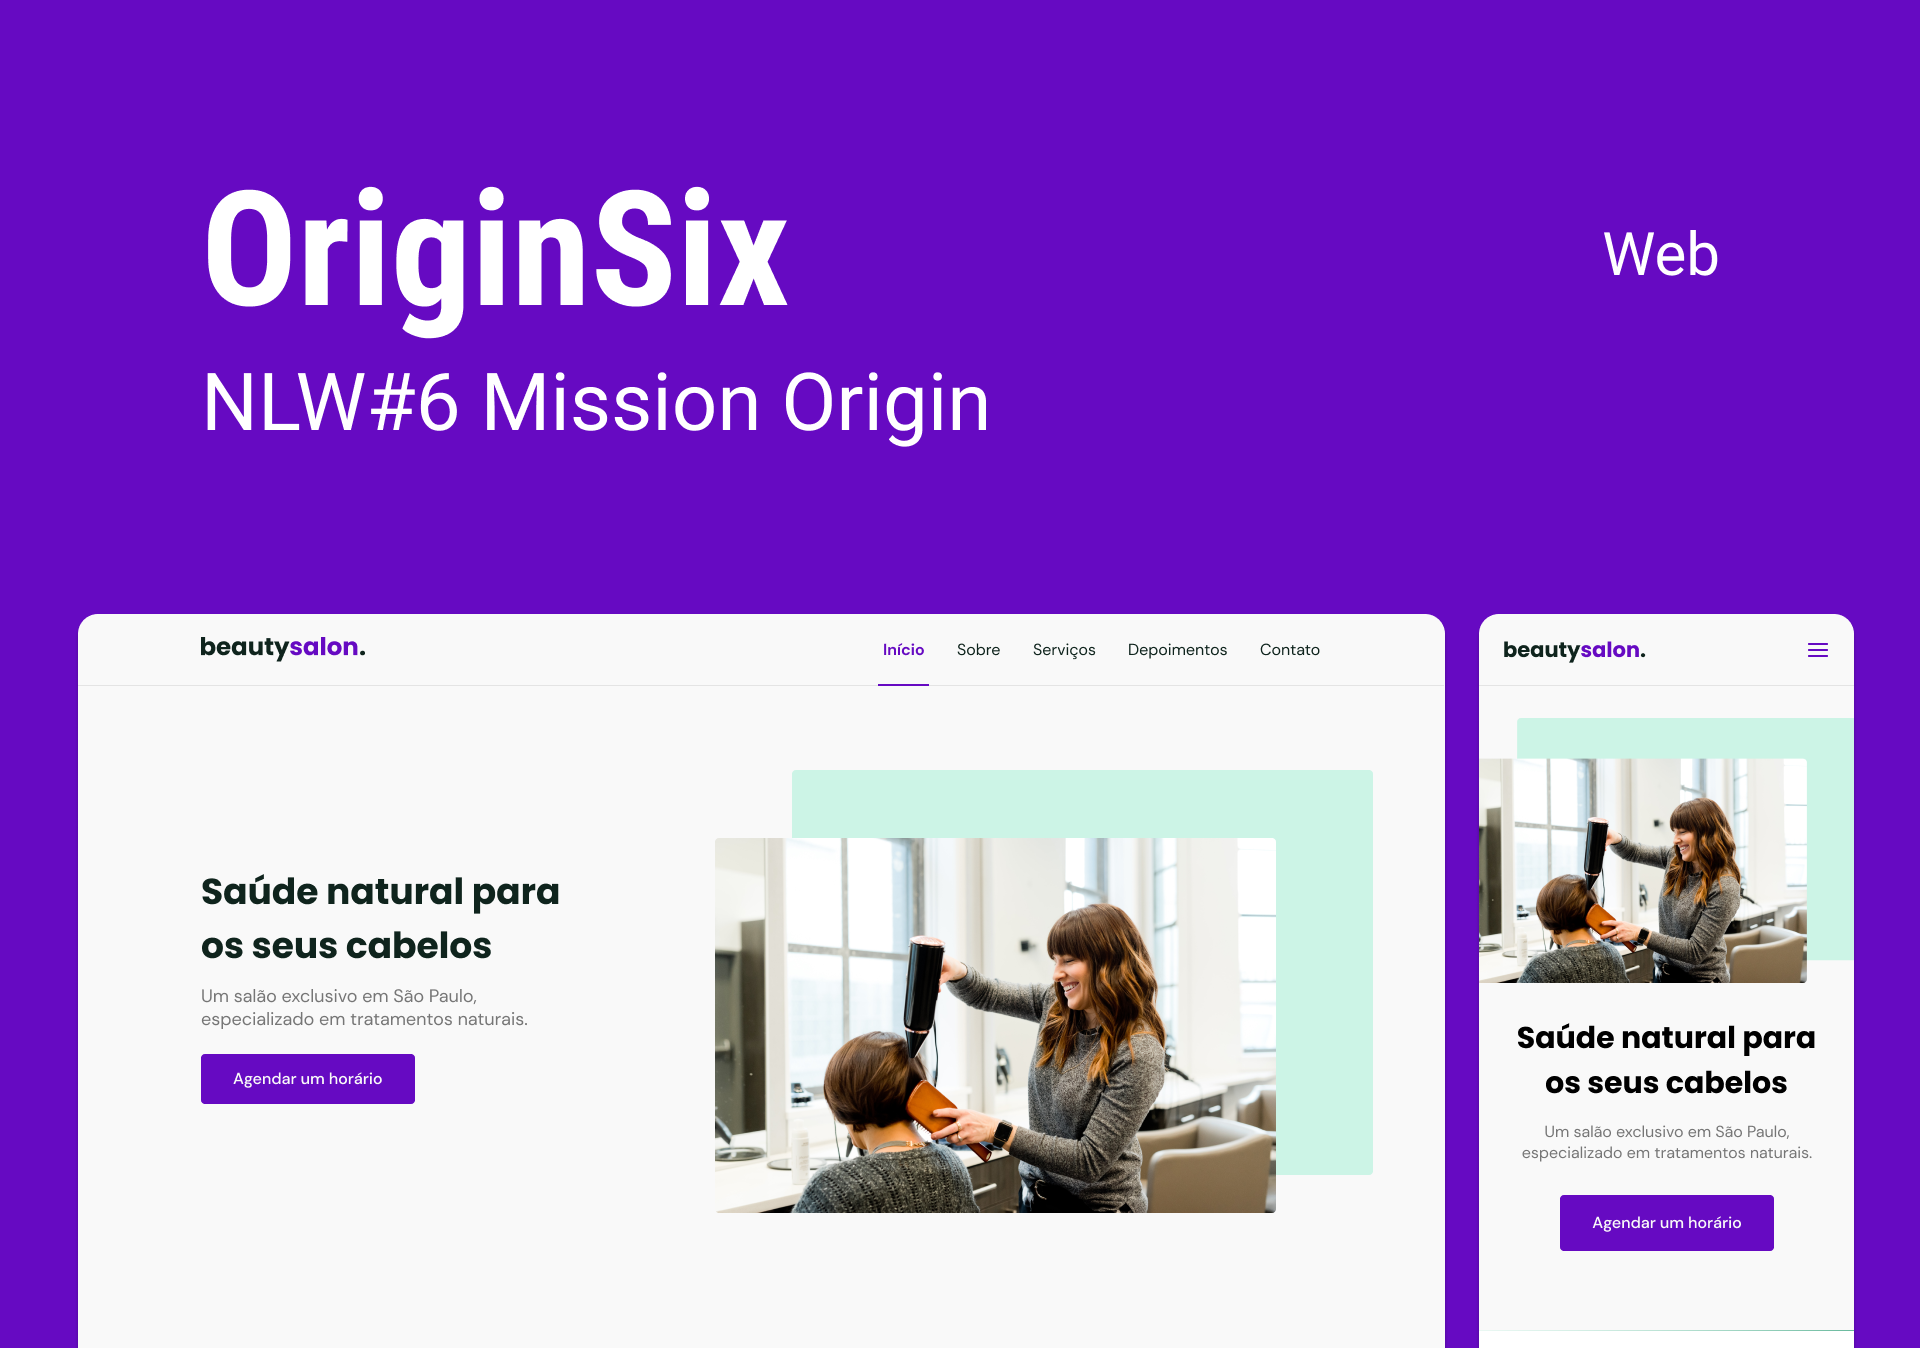 OriginSix
Web
NLW#6 Mission Origin
beautysalon.
Início Sobre Serviços Depoimentos Contato
Saúde natural para
os seus cabelos
Um salão exclusivo em São Paulo,
especializado em tratamentos naturais.
Agendar um horário
beautysalon.
Saúde natural para
os seus cabelos
Um salão exclusivo em São Paulo,
especializado em tratamentos naturais.
Agendar um horário